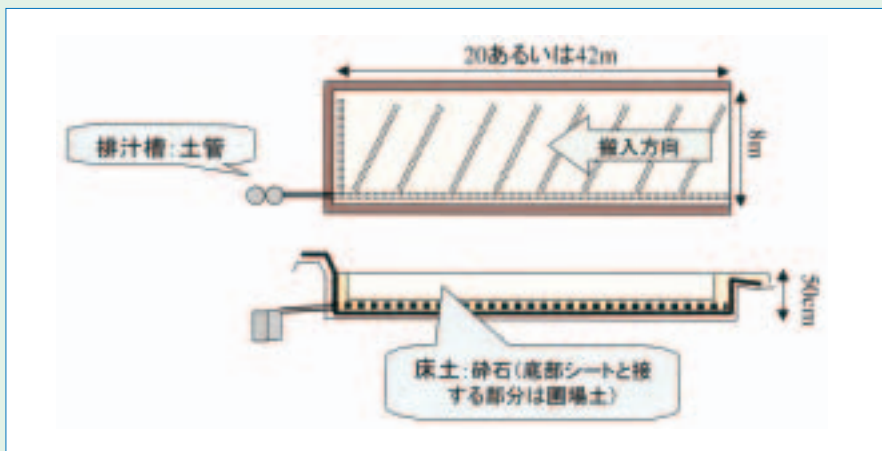 20あるいは42m
排汁槽:土管
搬入方向
8m
50cm
床土:砕石(底部シートと接
する部分は圃場土)